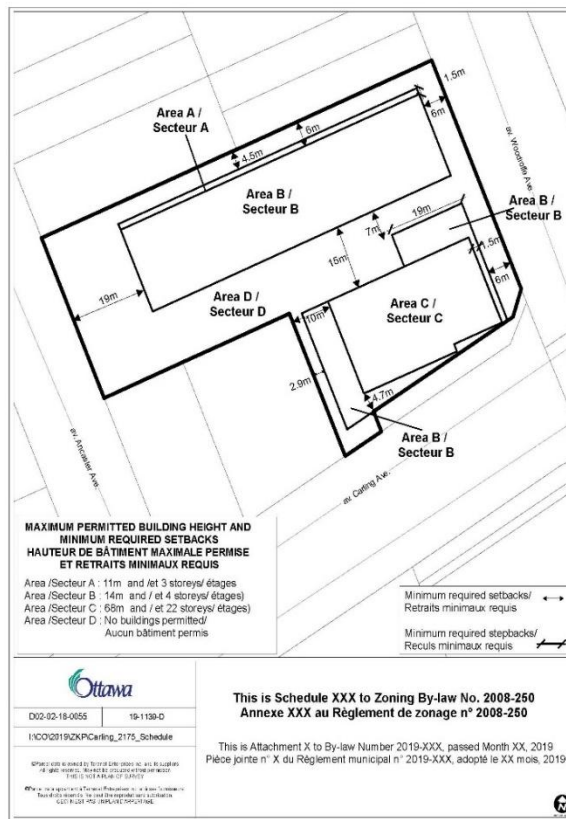 1.5m
6m
Area A /
Secteur A
6m
4.5m
av. Woodroffe Ave.
Area B /
Secteur B
Area B /
Secteur B
19m
7m
1.5m
15m
6m
19m
Area D /
Secteur D
Area C /
Secteur C
10m
2.9m
4.7m
Area B /
Secteur B
av. Ancaster Ave.
av. Carling Ave.
MAXIMUM PERMITTED BUILDING HEIGHT AND
MINIMUM REQUIRED SETBACKS
HAUTEUR DE BÂTIMENT MAXIMALE PERMISE
ET RETRAITS MINIMAUX REQUIS
Area /Secteur A : 11m and /et 3 storeys/ étages
Area /Secteur B : 14m and / et 4 storeys/ étages)
Area /Secteur C : 68m and / et 22 storeys/ étages)
Area /Secteur D : No buildings permitted/
Aucun bâtiment permis
Minimum required setbacks/
Retraits minimaux requis
Minimum required stepbacks/
Reculs minimaux requis
Ottawa
D02-02-18-0055
19-1139-D
I:\CO\2019\ZKP\Carling_2175_Schedule
THIS IS NOT A PLAN OF SURVEY
This is Schedule XXX to Zoning By-law No. 2008-250
Annexe XXX au Règlement de zonage n° 2008-250
This is Attachment X to By-law Number 2019-XXX, passed Month XX, 2019
Pièce jointe n° X du Règlement municipal n° 2019-XXX, adopté le XX mois, 2019
N